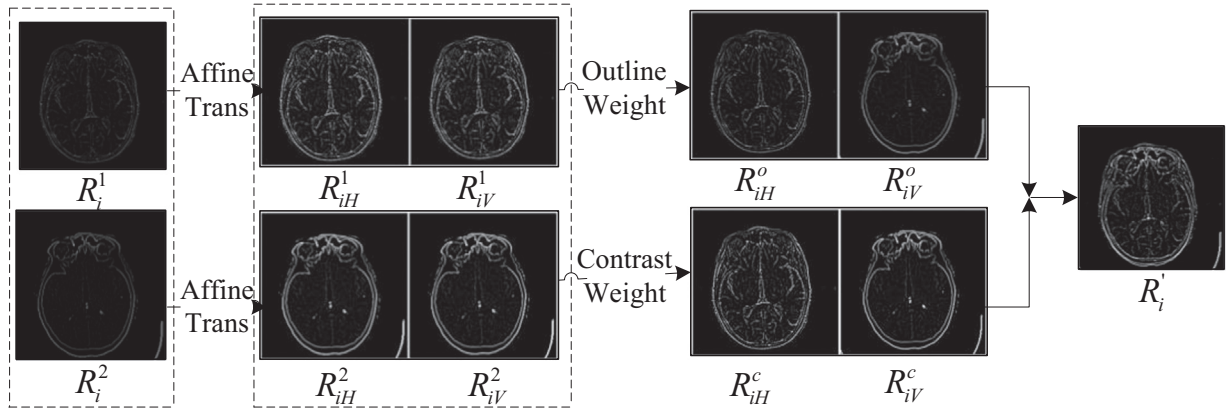 Affine
Trans
Outline
Weight
R_i^1
R_{iH}^1
R_{iV}^1
R_{iH}^o
R_{iV}^o
Affine
Trans
Contrast
Weight
R_i^'
R_i^2
R_{iH}^2
R_{iV}^2
R_{iH}^c
R_{iV}^c